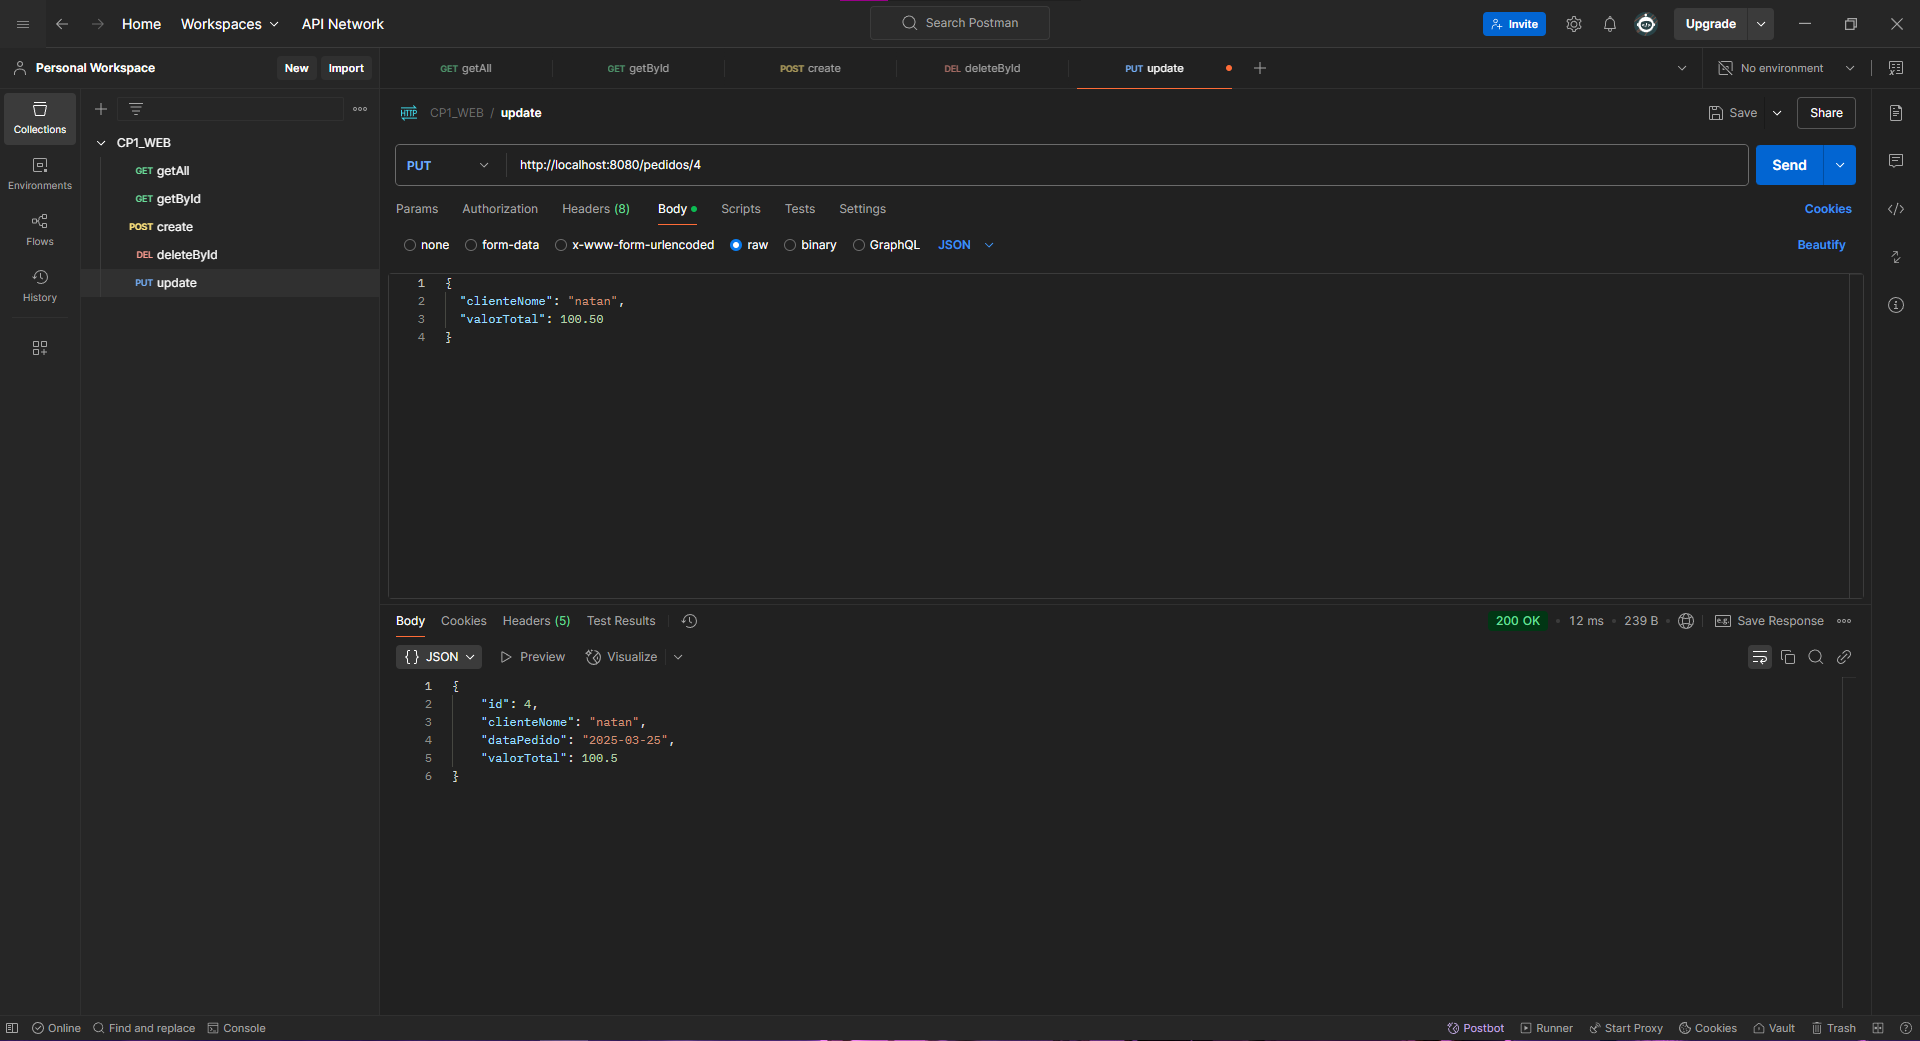 Home Workspaces API Network Search Postman Invite Upgrade
Personal Workspace New Import GET getAll GET getById POST create DEL deleteById PUT update No environment
Collections
Environments
Flows
History
CP1_WEB
GET getAll
GET getById
POST create
DEL deleteById
PUT update
HTTP CP1_WEB / update Save Share
PUT http://localhost:8080/pedidos/4 Send
Params Authorization Headers (8) Body Scripts Tests Settings Cookies
none form-data x-www-form-urlencoded raw binary GraphQL JSON Beautify
1 {
2 "clienteNome": "natan",
3 "valorTotal": 100.50
4 }
Body Cookies Headers (5) Test Results 200 OK 12 ms 239 B e.g. Save Response
{} JSON Preview Visualize
1 {
2 "id": 4,
3 "clienteNome": "natan",
4 "dataPedido": "2025-03-25",
5 "valorTotal": 100.5
6 }
Online Find and replace Console Postbot Runner Start Proxy Cookies Vault Trash